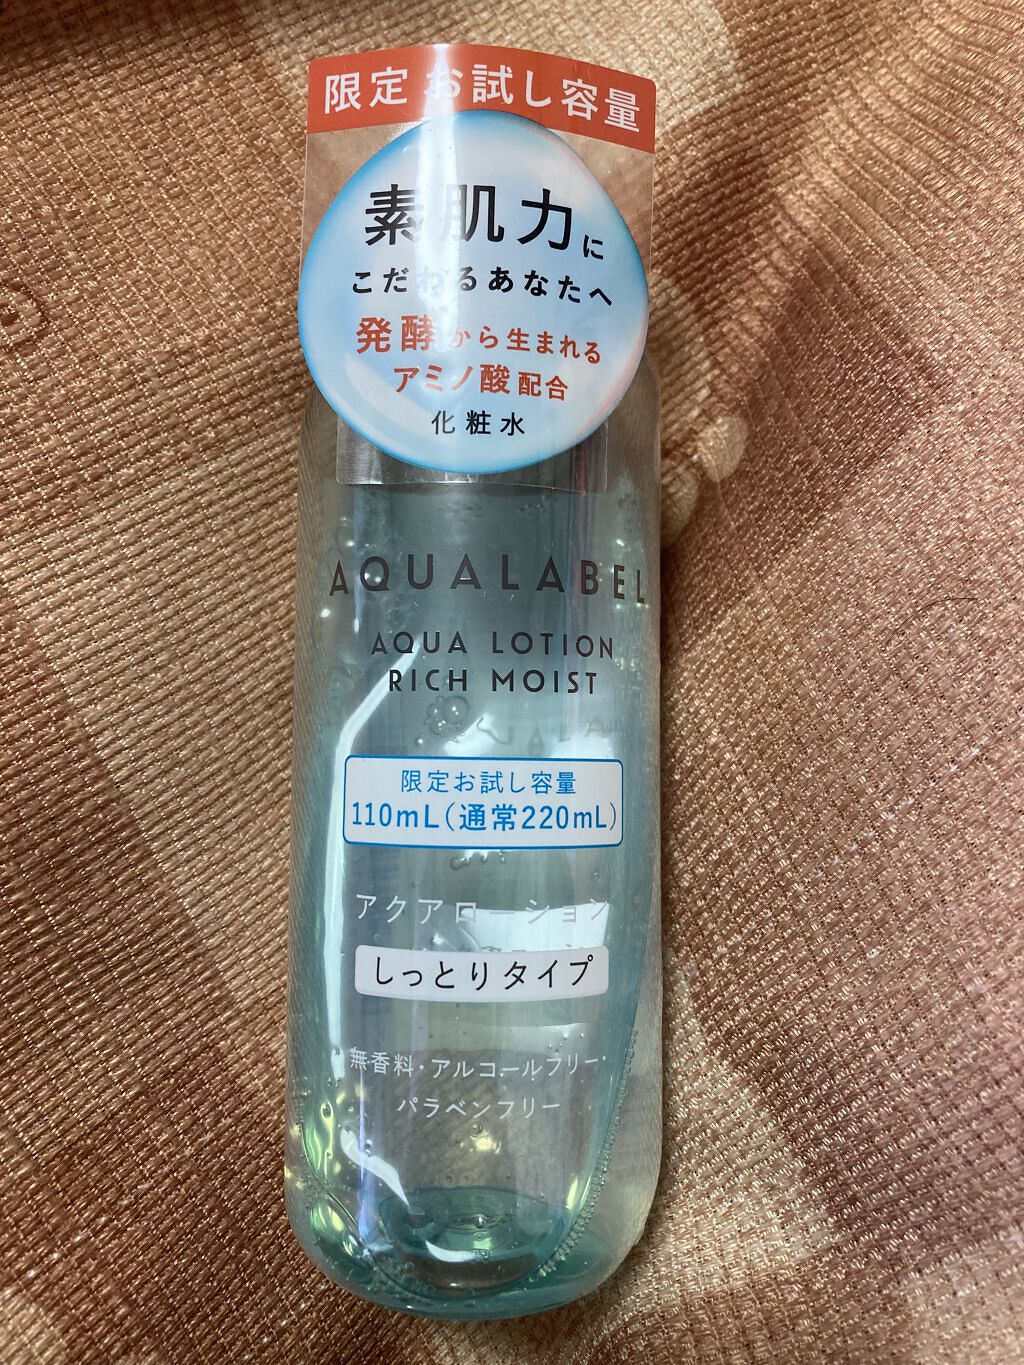 限定 お試し容量
素肌力に
こだわるあなたへ
発酵から生まれる
アミノ酸配合
化粧水
AQUALABEL
AQUA LOTION
RICH MOIST
限定お試し容量
110mL(通常220mL)
アクアローション
しっとりタイプ
無香料・アルコールフリー・
パラベンフリー